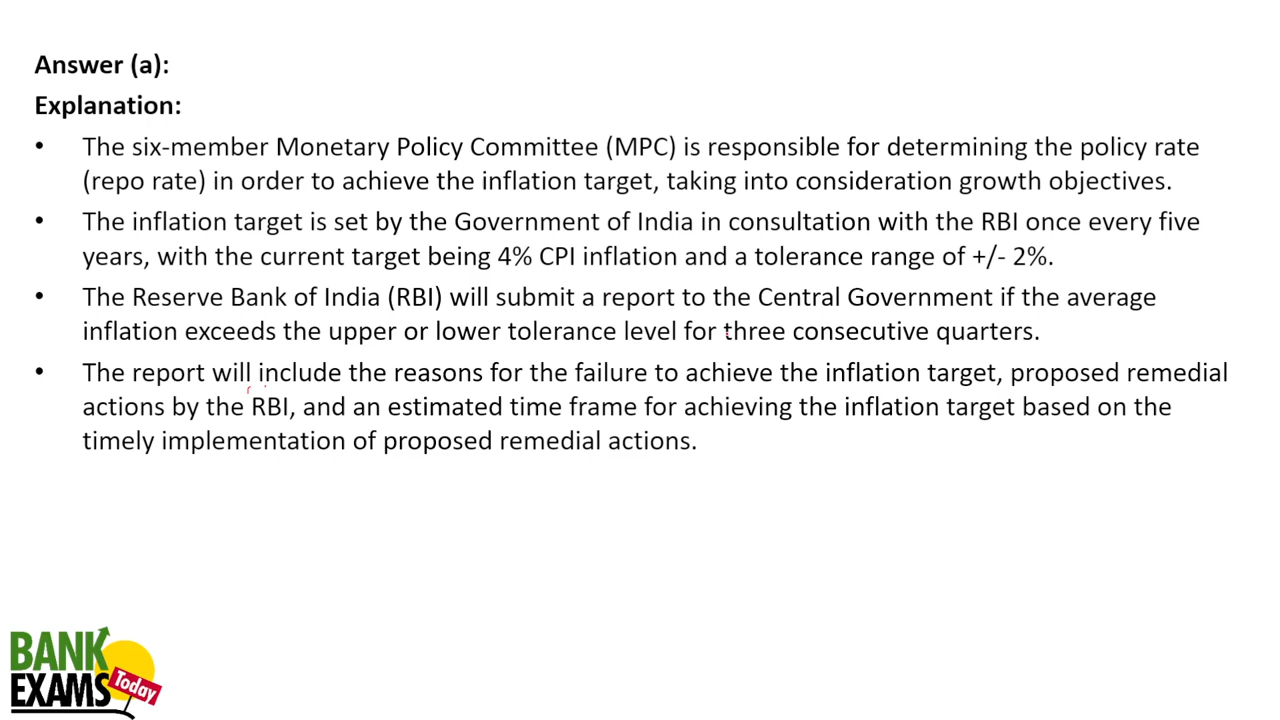 Answer (a):
Explanation:
• The six-member Monetary Policy Committee (MPC) is responsible for determining the policy rate
(repo rate) in order to achieve the inflation target, taking into consideration growth objectives.
• The inflation target is set by the Government of India in consultation with the RBI once every five
years, with the current target being 4% CPI inflation and a tolerance range of +/- 2%.
• The Reserve Bank of India (RBI) will submit a report to the Central Government if the average
inflation exceeds the upper or lower tolerance level for three consecutive quarters.
• The report will include the reasons for the failure to achieve the inflation target, proposed remedial
actions by the RBI, and an estimated time frame for achieving the inflation target based on the
timely implementation of proposed remedial actions.
BANK
EXAMS
Today